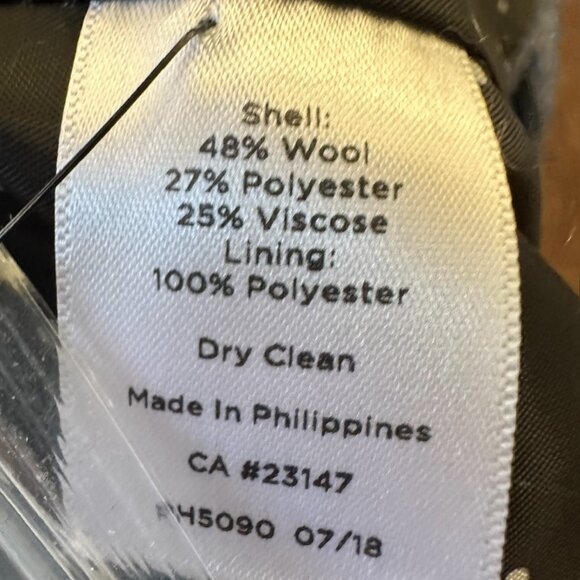 Shell:
48% Wool
27% Polyester
25% Viscose
Lining:
100% Polyester
Dry Clean
Made In Philippines
CA #23147
07/18